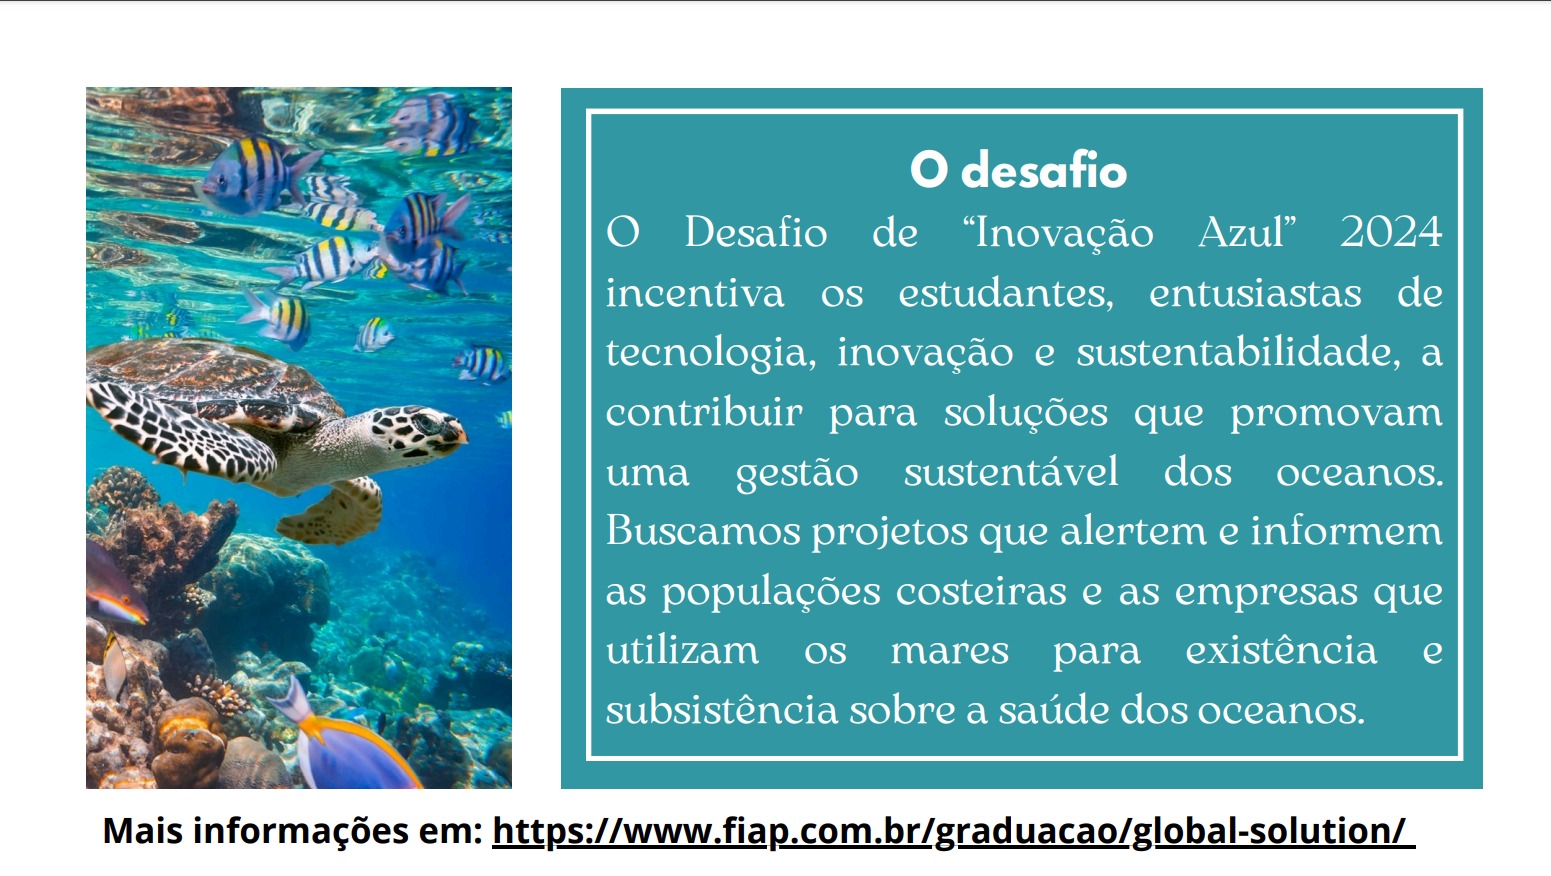 O desafio
O Desafio de “Inovação Azul” 2024
incentiva os estudantes, entusiastas de
tecnologia, inovação e sustentabilidade, a
contribuir para soluções que promovam
uma gestão sustentável dos oceanos.
Buscamos projetos que alertem e informem
as populações costeiras e as empresas que
utilizam os mares para existência e
subsistência sobre a saúde dos oceanos.
Mais informações em: https://www.fiap.com.br/graduacao/global-solution/